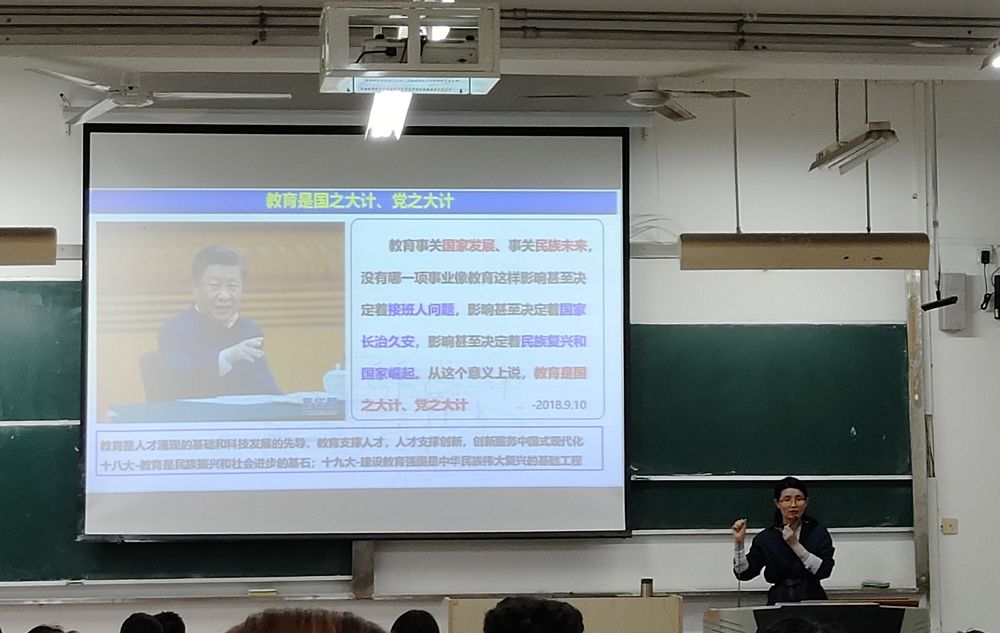 教育是国之大计、党之大计
教育事关国家发展、事关民族未来，
没有哪一项事业像教育这样影响甚至决
定着接班人问题，影响甚至决定着国家
长治久安，影响甚至决定着民族复兴和
国家崛起。从这个意义上说，教育是国
之大计、党之大计
-2018.9.10
教育是人才涌现的基础和科技发展的先导，教育支撑人才，人才支撑创新，创新服务中国式现代化
十八大-教育是民族振兴和社会进步的基石；十九大-建设教育强国是中华民族伟大复兴的基础工程